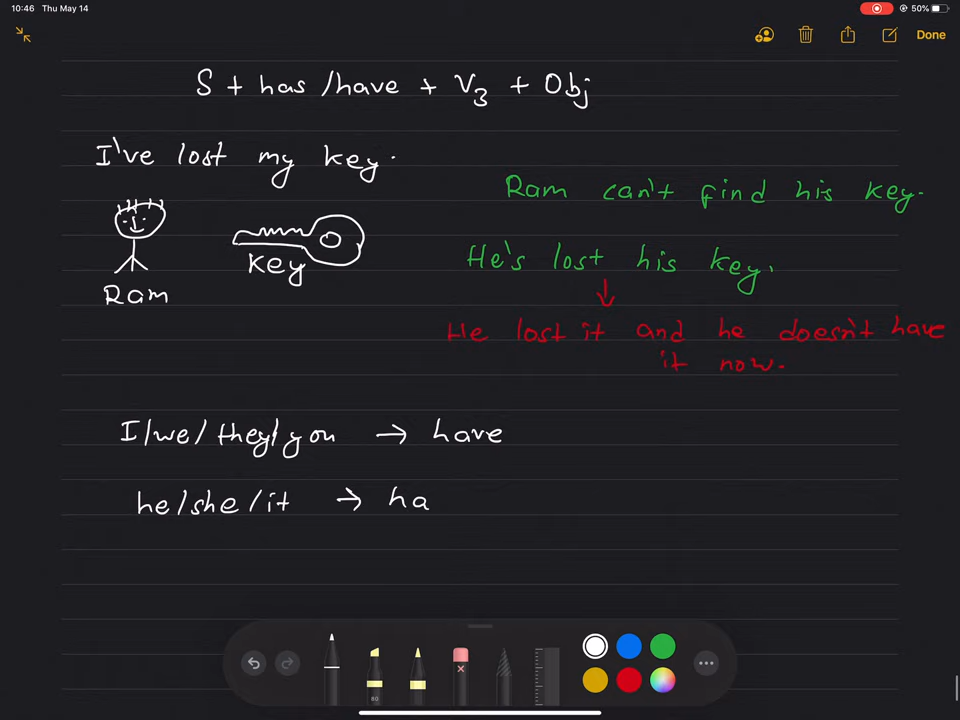 10:46 Thu May 14
50%
Done
S + has /have + V3 + Obj
I've lost my key.
Ram can't find his key.
He's lost his key.
key
Ram
He lost it and he doesn't have
it now.
I/we/they/you → have
he/she/it → ha
80